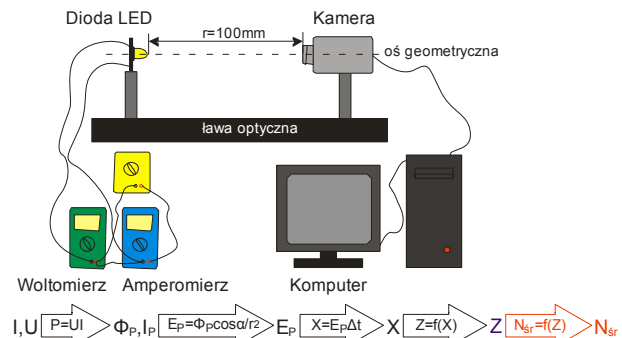 Dioda LED
r=100mm
Kamera
oś geometryczna
ława optyczna
Woltomierz
Amperomierz
Komputer
I,U P=UI Φp,Ip Ep=Φpcosα/r2 Ep X=EpΔt X Z=f(X) Z Nśr=f(Z) Nśr